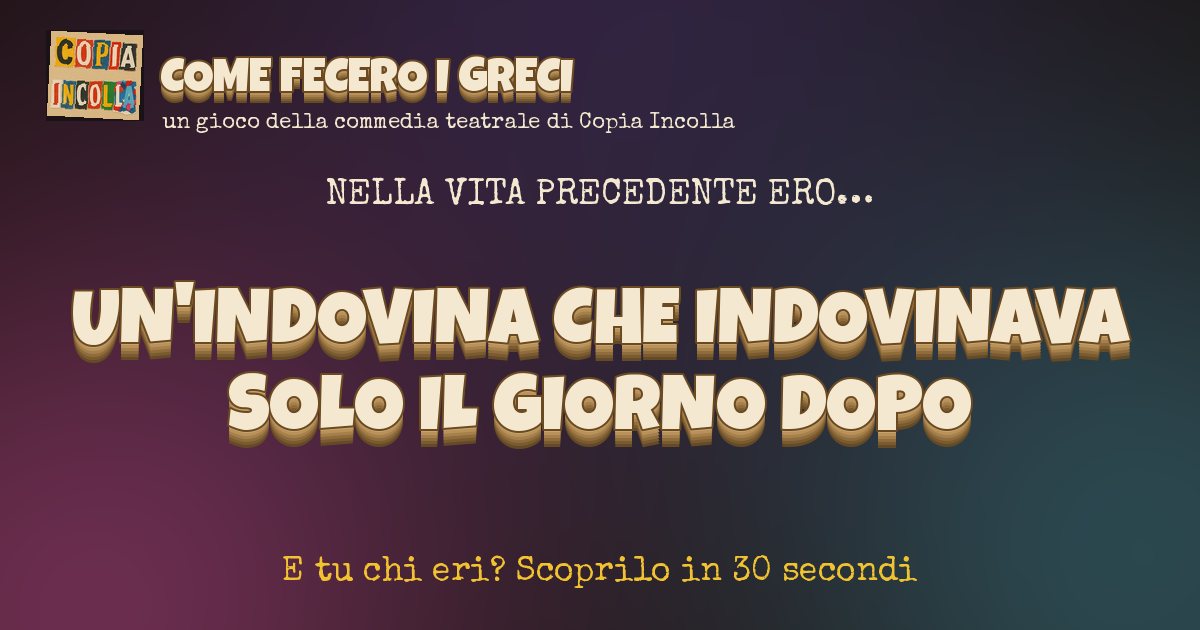 COPIA
INCOLLA
COME FECERO I GRECI
un gioco della commedia teatrale di Copia Incolla
NELLA VITA PRECEDENTE ERO...
UN'INDOVINA CHE INDOVINAVA
SOLO IL GIORNO DOPO
E tu chi eri? Scoprilo in 30 secondi